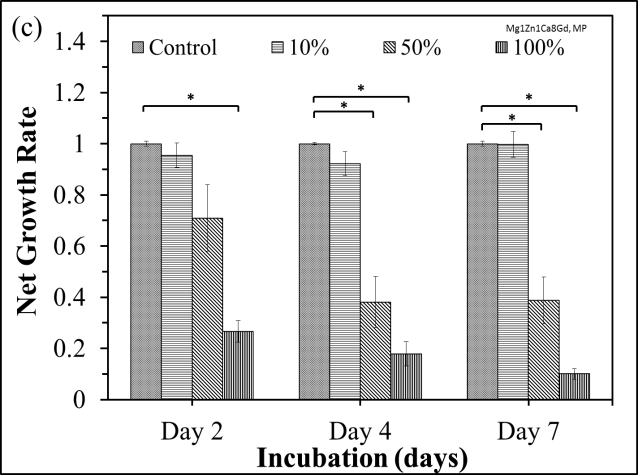 (c)
Mg1Zn1Ca8Gd, MP
Control 10% 50% 100%
1.4
1.2
1
0.8
0.6
0.4
0.2
0
Net Growth Rate
* * * * *
Day 2 Day 4 Day 7
Incubation (days)